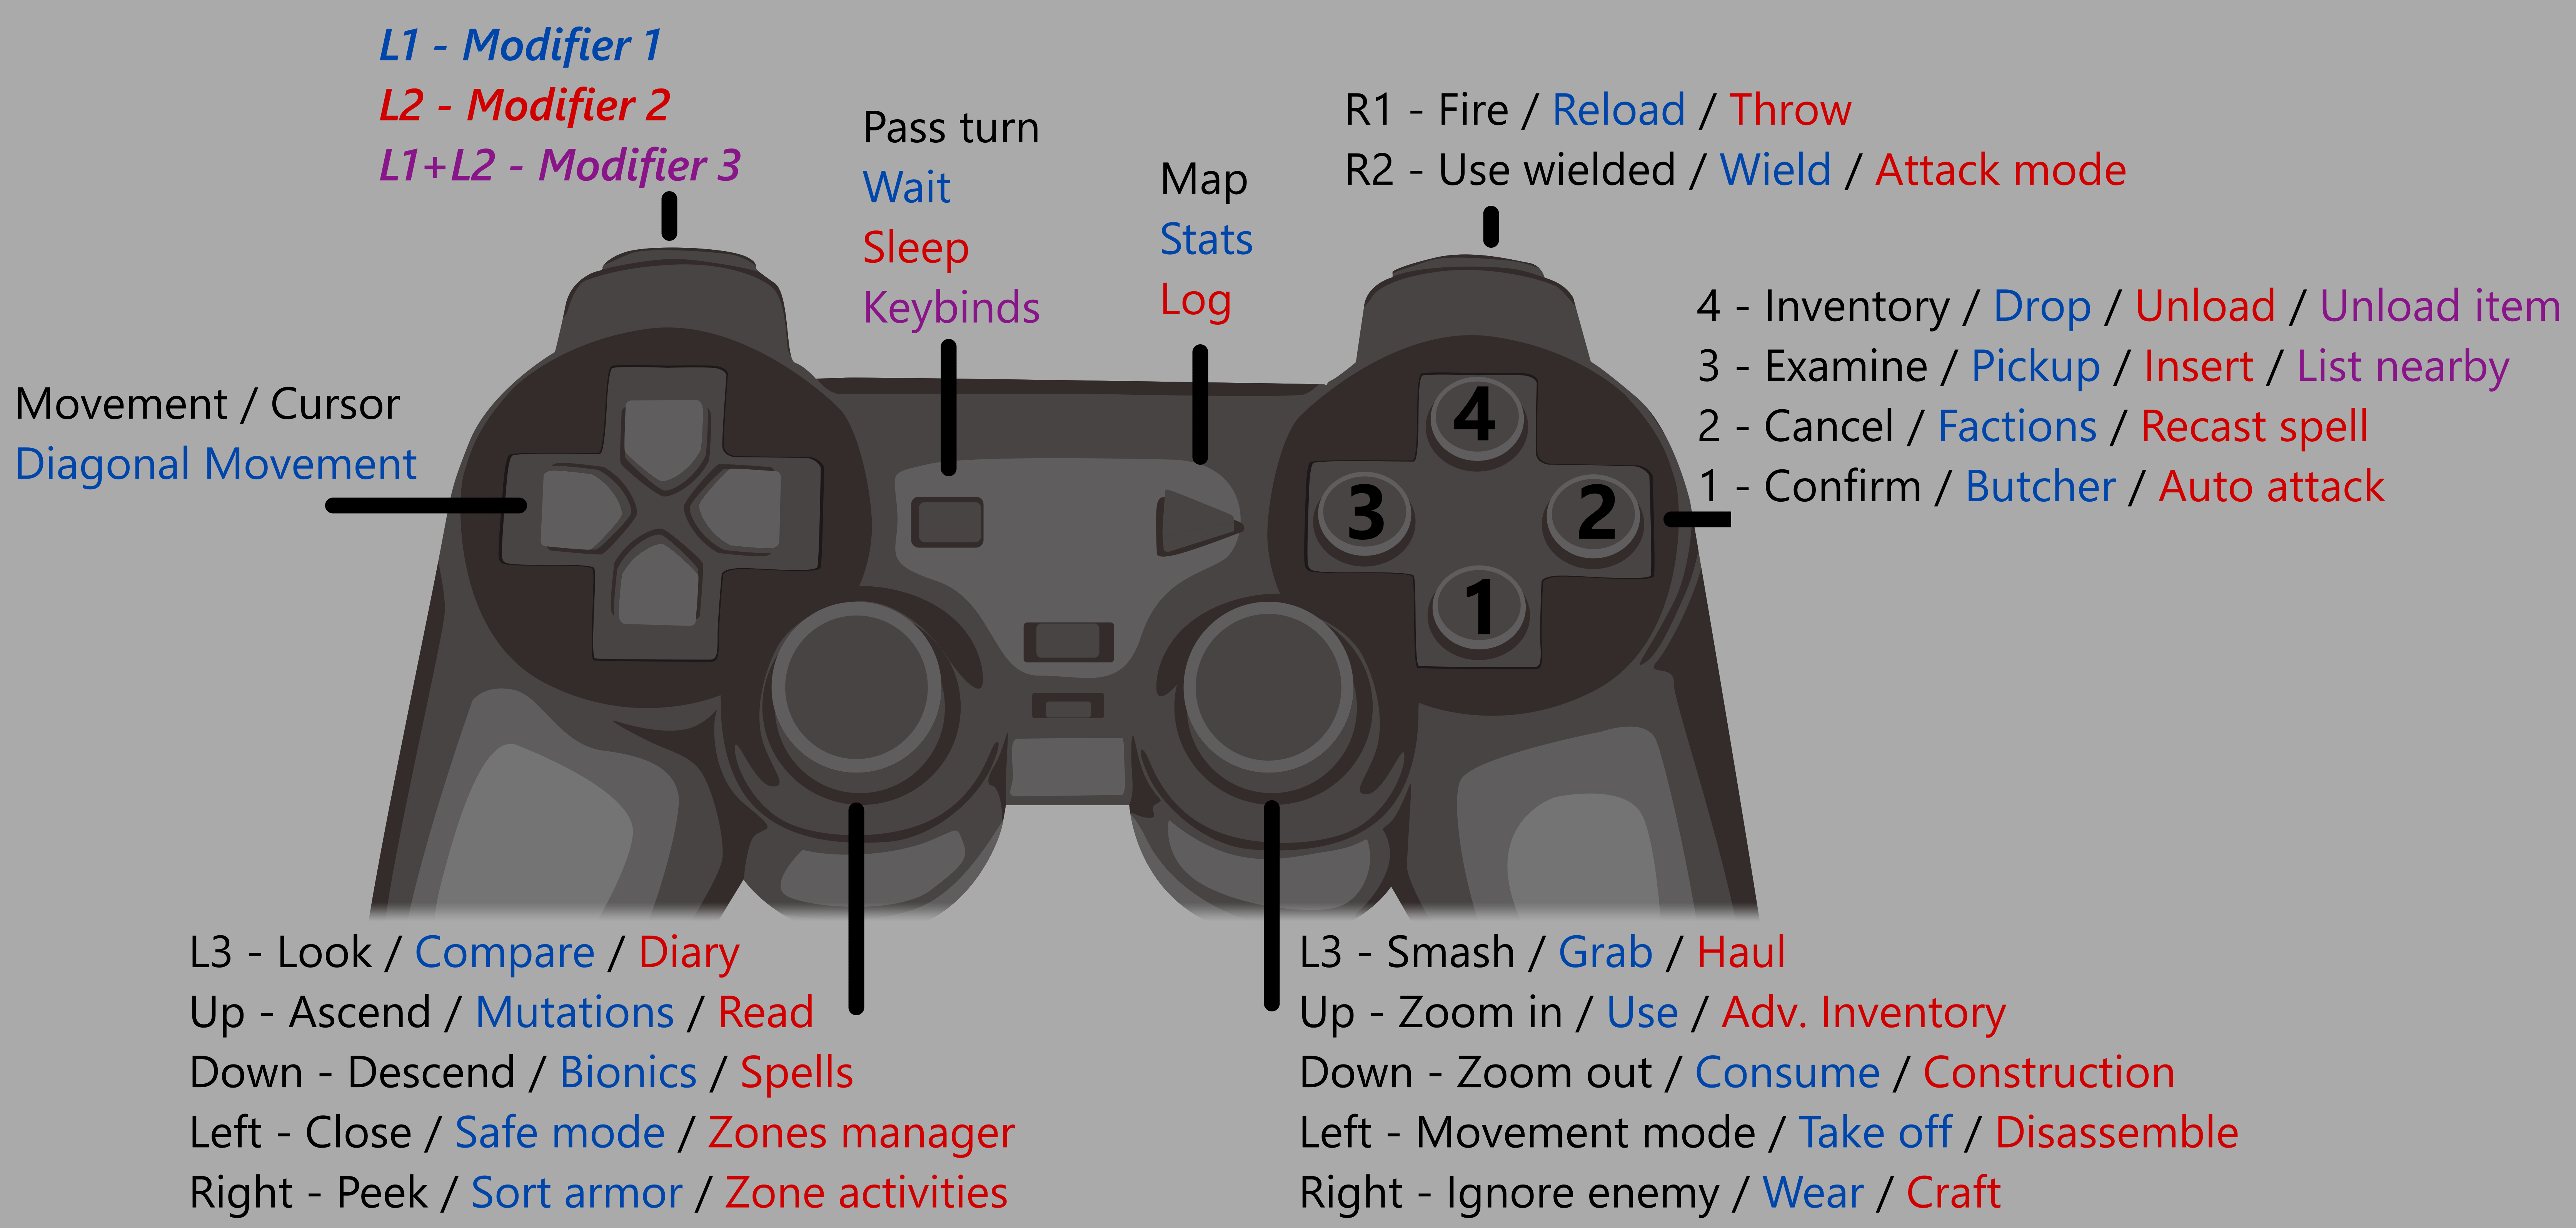 L1 - Modifier 1
L2 - Modifier 2
L1+L2 - Modifier 3
Pass turn
Wait
Sleep
Keybinds
Map
Stats
Log
R1 - Fire / Reload / Throw
R2 - Use wielded / Wield / Attack mode
4 - Inventory / Drop / Unload / Unload item
3 - Examine / Pickup / Insert / List nearby
2 - Cancel / Factions / Recast spell
1 - Confirm / Butcher / Auto attack
Movement / Cursor
Diagonal Movement
4
3
2
1
L3 - Look / Compare / Diary
Up - Ascend / Mutations / Read
Down - Descend / Bionics / Spells
Left - Close / Safe mode / Zones manager
Right - Peek / Sort armor / Zone activities
L3 - Smash / Grab / Haul
Up - Zoom in / Use / Adv. Inventory
Down - Zoom out / Consume / Construction
Left - Movement mode / Take off / Disassemble
Right - Ignore enemy / Wear / Craft